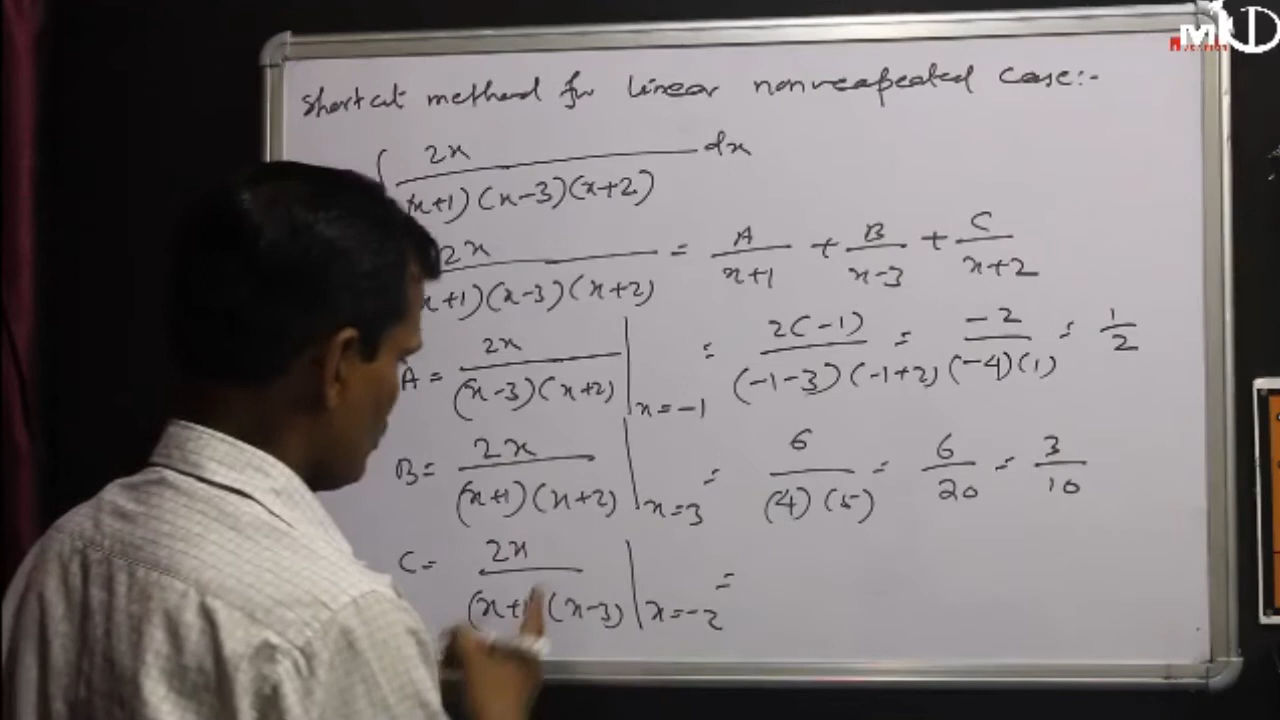 Shortcut method for linear nonreapeated case:-
∫ 2x / (x+1)(x-3)(x+2) dx
2x / (x+1)(x-3)(x+2) = A / x+1 + B / x-3 + C / x+2
A = 2x / (x-3)(x+2) | x=-1 = 2(-1) / (-1-3)(-1+2) = -2 / (-4)(1) = 1/2
B = 2x / (x+1)(x+2) | x=3 = 6 / (4)(5) = 6/20 = 3/10
C = 2x / (x+1)(x-3) | x=-2 =